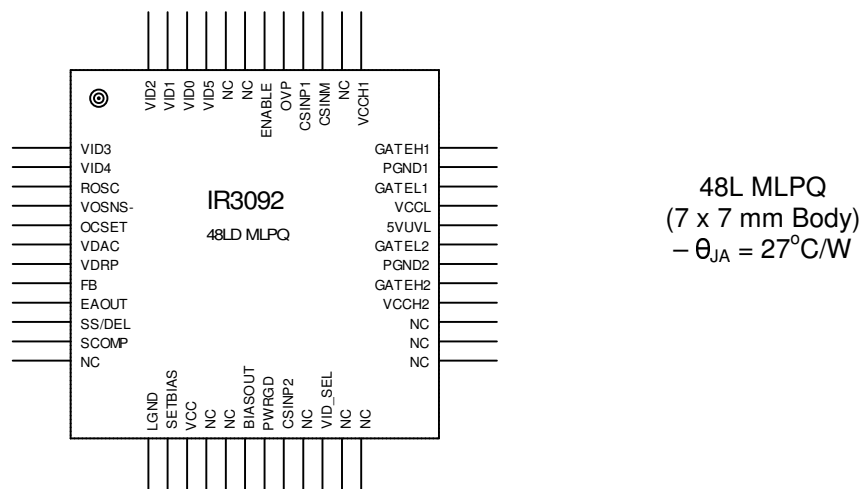 VID2
VID1
VID0
VID5
NC
NC
ENABLE
OVP
CSINP1
CSINM
NC
VCCH1
VID3
VID4
ROSC
VOSNS-
OCSET
VDAC
VDRP
FB
EAOUT
SS/DEL
SCOMP
NC
IR3092
48LD MLPQ
GATEH1
PGND1
GATEL1
VCCL
5VUVL
GATEL2
PGND2
GATEH2
VCCH2
NC
NC
NC
LGND
SETBIAS
VCC
NC
NC
BIASOUT
PWRGD
CSINP2
NC
VID_SEL
NC
NC
48L MLPQ
(7 x 7 mm Body)
– θJA = 27°C/W